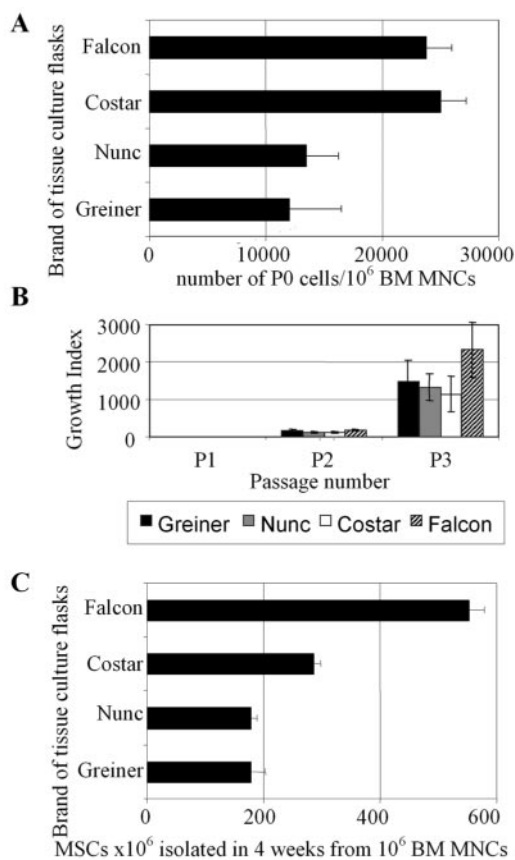 A
Brand of tissue culture flasks
Falcon
Costar
Nunc
Greiner
0 10000 20000 30000
number of P0 cells/10⁶ BM MNCs
B
Growth Index
3000
2000
1000
0
P1 P2 P3
Passage number
Greiner Nunc Costar Falcon
C
Brand of tissue culture flasks
Falcon
Costar
Nunc
Greiner
0 200 400 600
MSCs x10⁶ isolated in 4 weeks from 10⁶ BM MNCs